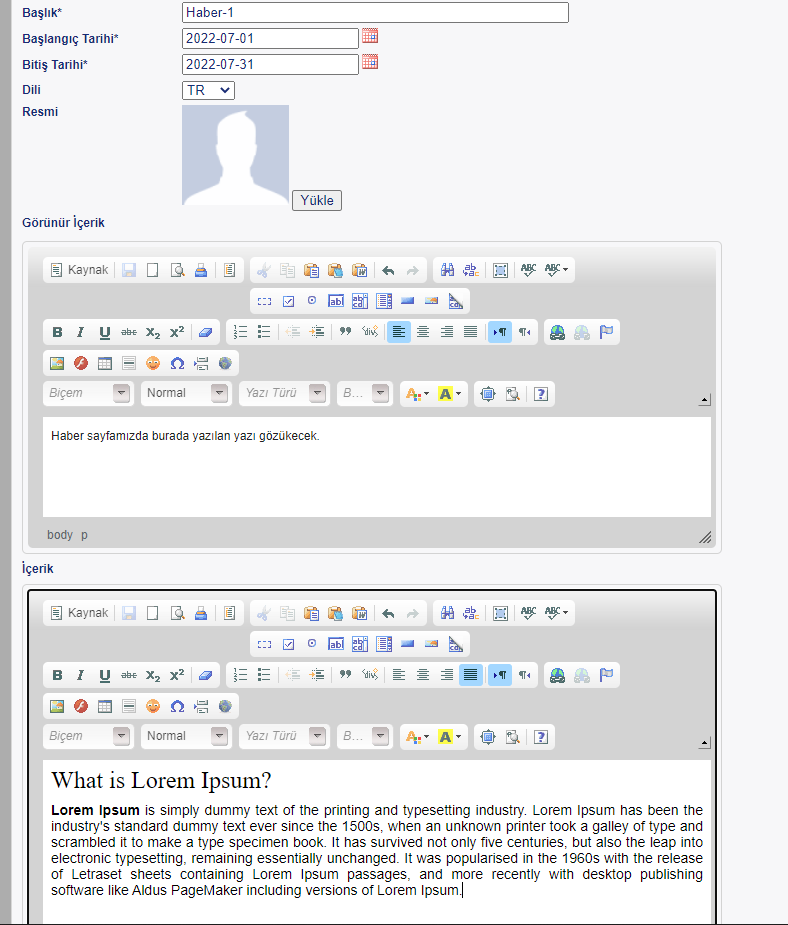 Başlık*
Haber-1
Başlangıç Tarihi*
2022-07-01
Bitiş Tarihi*
2022-07-31
Dili
TR
Resmi
Yükle
Görünür İçerik
Kaynak
Biçem
Normal
Yazı Türü
B...
Haber sayfamızda burada yazılan yazı gözükecek.
body p
İçerik
Kaynak
Biçem
Normal
Yazı Türü
B...
What is Lorem Ipsum?
Lorem Ipsum is simply dummy text of the printing and typesetting industry. Lorem Ipsum has been the
industry's standard dummy text ever since the 1500s, when an unknown printer took a galley of type and
scrambled it to make a type specimen book. It has survived not only five centuries, but also the leap into
electronic typesetting, remaining essentially unchanged. It was popularised in the 1960s with the release
of Letraset sheets containing Lorem Ipsum passages, and more recently with desktop publishing
software like Aldus PageMaker including versions of Lorem Ipsum.